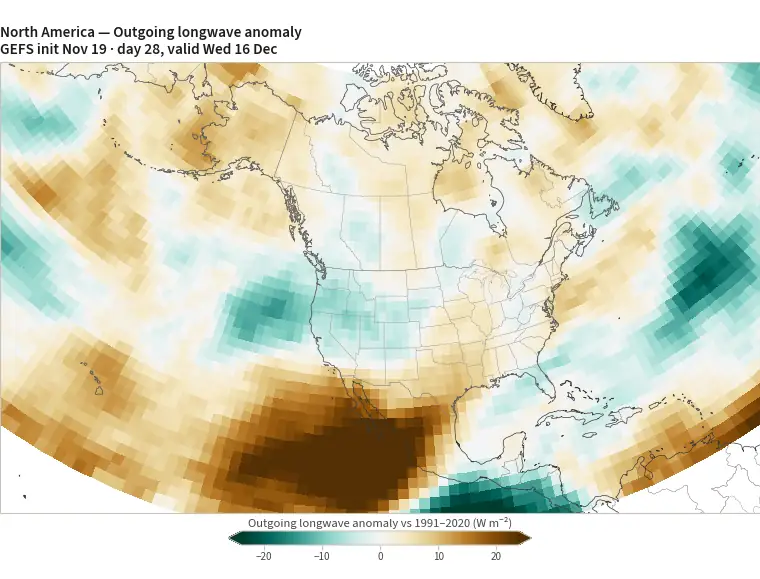 North America — Outgoing longwave anomaly
GEFS init Nov 19 · day 28, valid Wed 16 Dec
Outgoing longwave anomaly vs 1991–2020 (W m⁻²)
−20 −10 0 10 20